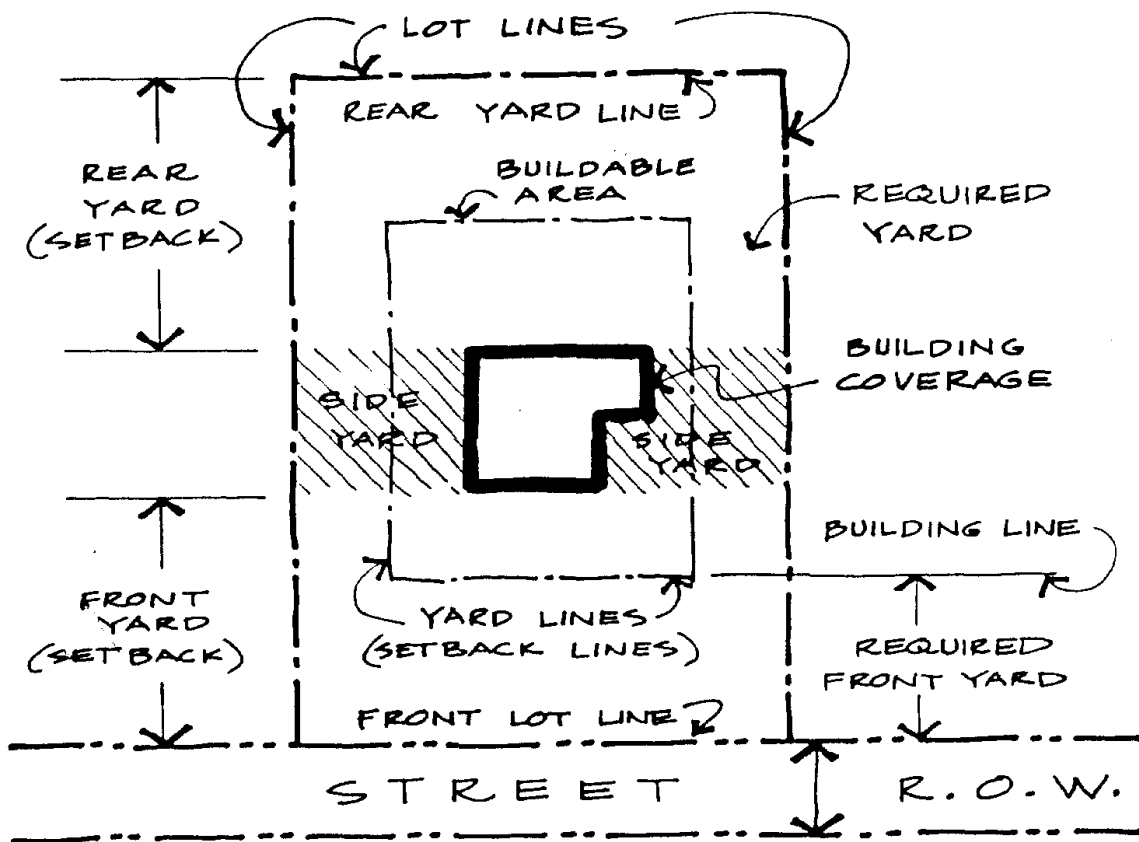 LOT LINES
REAR YARD LINE
REAR
YARD
(SETBACK)
BUILDABLE
AREA
REQUIRED
YARD
BUILDING
COVERAGE
SIDE
YARD
SIDE
YARD
BUILDING LINE
FRONT
YARD
(SETBACK)
YARD LINES
(SETBACK LINES)
REQUIRED
FRONT YARD
FRONT LOT LINE
STREET
R.O.W.